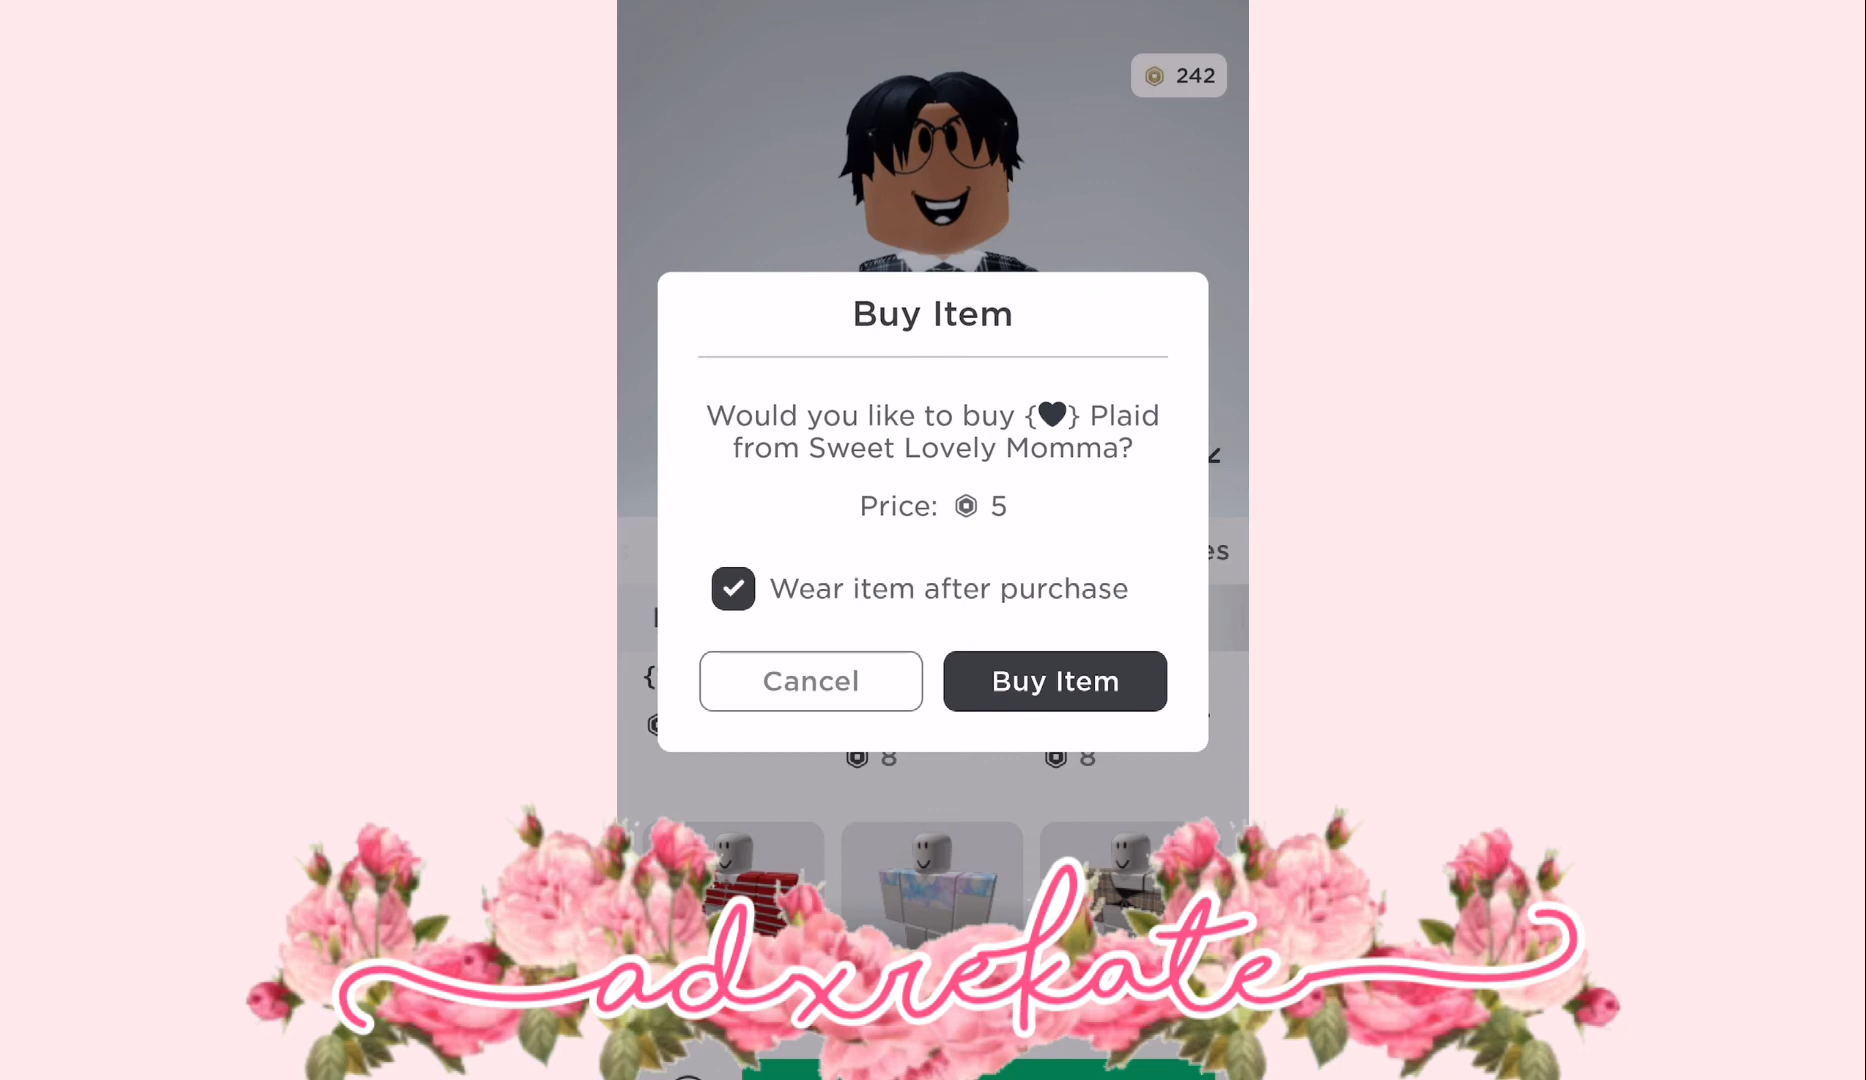 242
Buy Item
Would you like to buy {🖤} Plaid
from Sweet Lovely Momma?
Price: 5
Wear item after purchase
Cancel
Buy Item
8
8
adxrekate